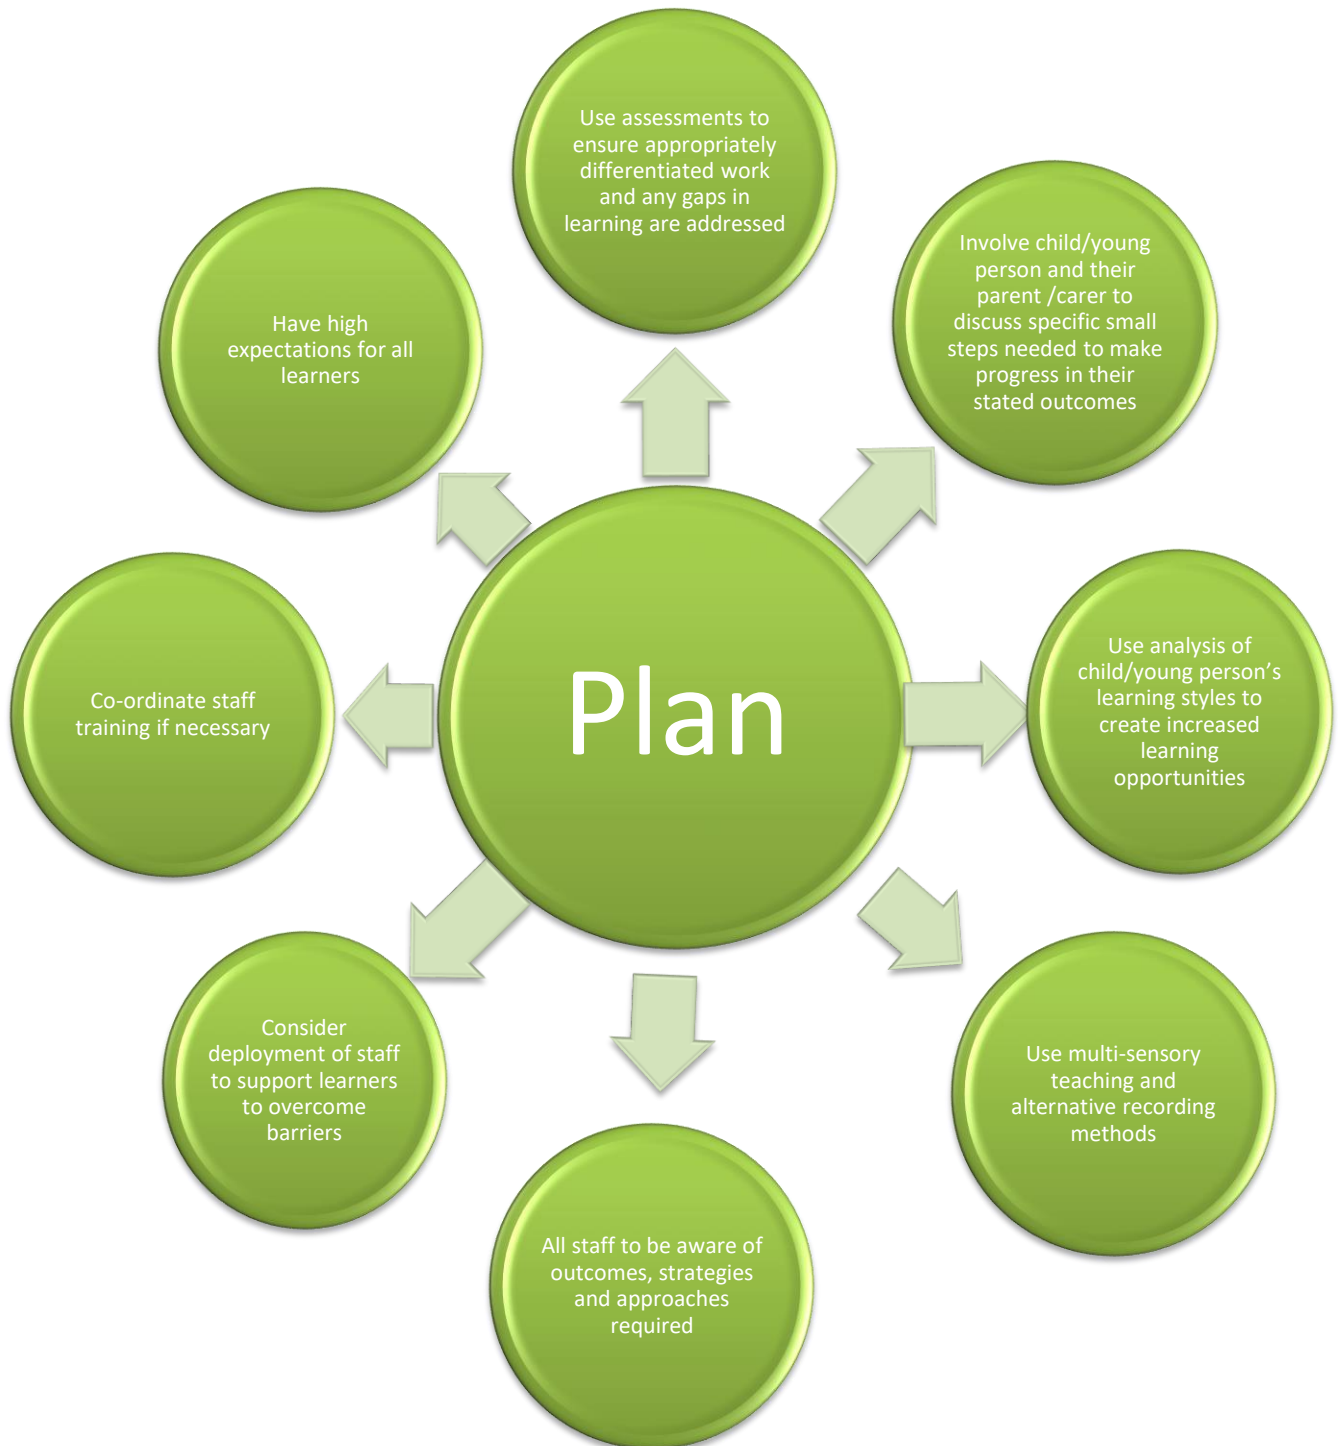 Use assessments to
ensure appropriately
differentiated work
and any gaps in
learning are addressed
Involve child/young
person and their
parent /carer to
discuss specific small
steps needed to make
progress in their
stated outcomes
Have high
expectations for all
learners
Plan
Use analysis of
child/young person’s
learning styles to
create increased
learning
opportunities
Co-ordinate staff
training if necessary
Consider
deployment of staff
to support learners
to overcome
barriers
Use multi-sensory
teaching and
alternative recording
methods
All staff to be aware of
outcomes, strategies
and approaches
required